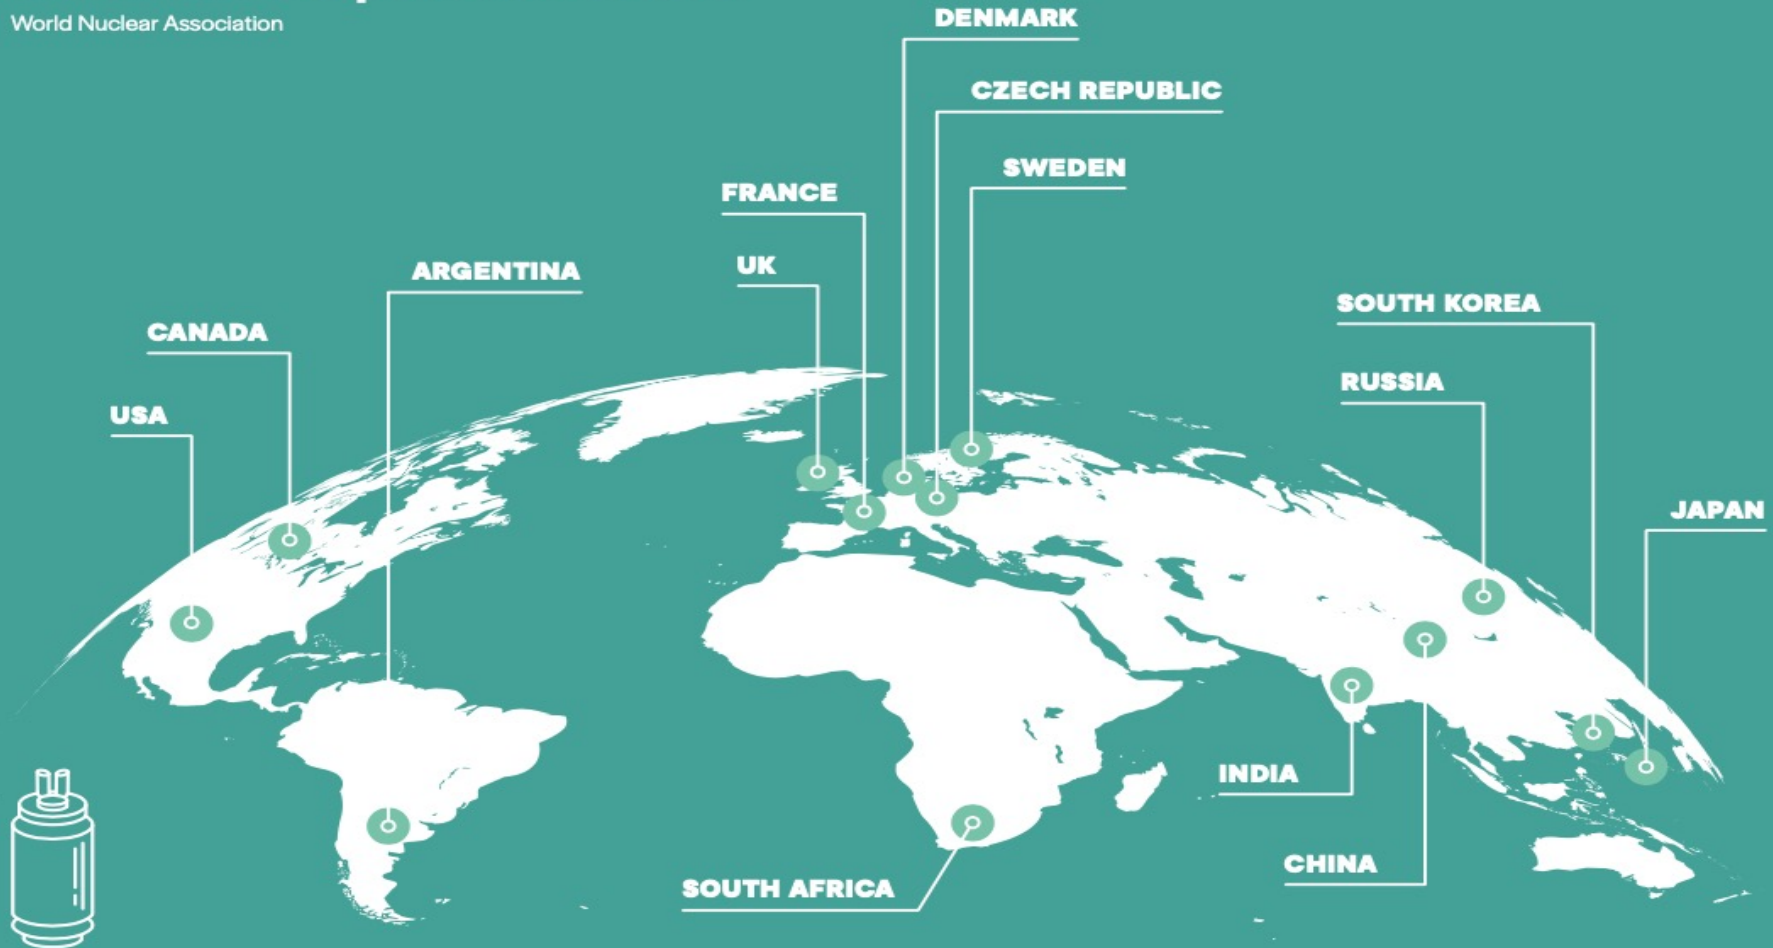 World Nuclear Association
DENMARK
CZECH REPUBLIC
SWEDEN
FRANCE
UK
ARGENTINA
CANADA
USA
SOUTH KOREA
RUSSIA
JAPAN
INDIA
CHINA
SOUTH AFRICA